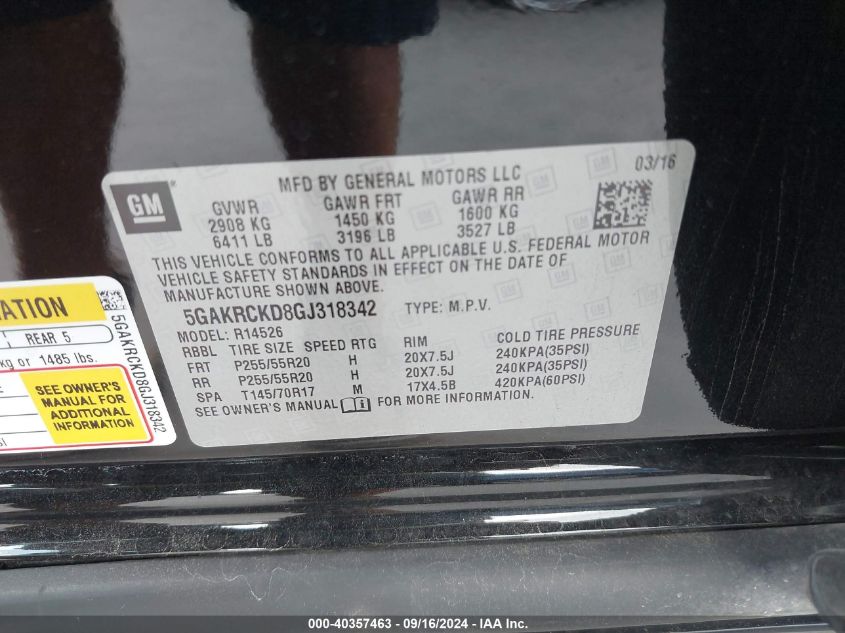 MFD BY GENERAL MOTORS LLC
03/16
GM
GVWR GAWR FRT GAWR RR
2908 KG 1450 KG 1600 KG
6411 LB 3196 LB 3527 LB
THIS VEHICLE CONFORMS TO ALL APPLICABLE U.S. FEDERAL MOTOR
VEHICLE SAFETY STANDARDS IN EFFECT ON THE DATE OF
MANUFACTURE SHOWN ABOVE.
5GAKRCKD8GJ318342 TYPE: M.P.V.
MODEL: R14526
RBBL TIRE SIZE SPEED RTG RIM COLD TIRE PRESSURE
FRT P255/55R20 H 20X7.5J 240KPA(35PSI)
RR P255/55R20 H 20X7.5J 240KPA(35PSI)
SPA T145/70R17 M 17X4.5B 420KPA(60PSI)
SEE OWNER'S MANUAL FOR MORE INFORMATION.
REAR 5
kg or 1485 lbs.
SEE OWNER'S
MANUAL FOR
ADDITIONAL
INFORMATION
5GAKRCKD8GJ318342
000-40357463 - 09/16/2024 - IAA, Inc.